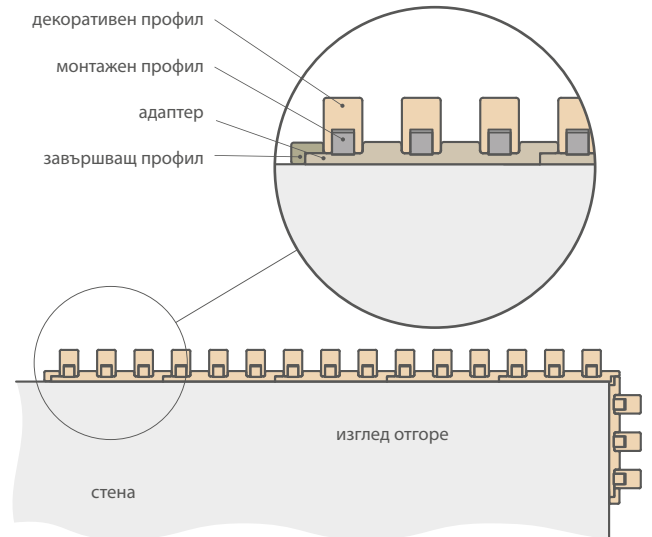 декоративен профил
монтажен профил
адаптер
завършващ профил
изглед отгоре
стена